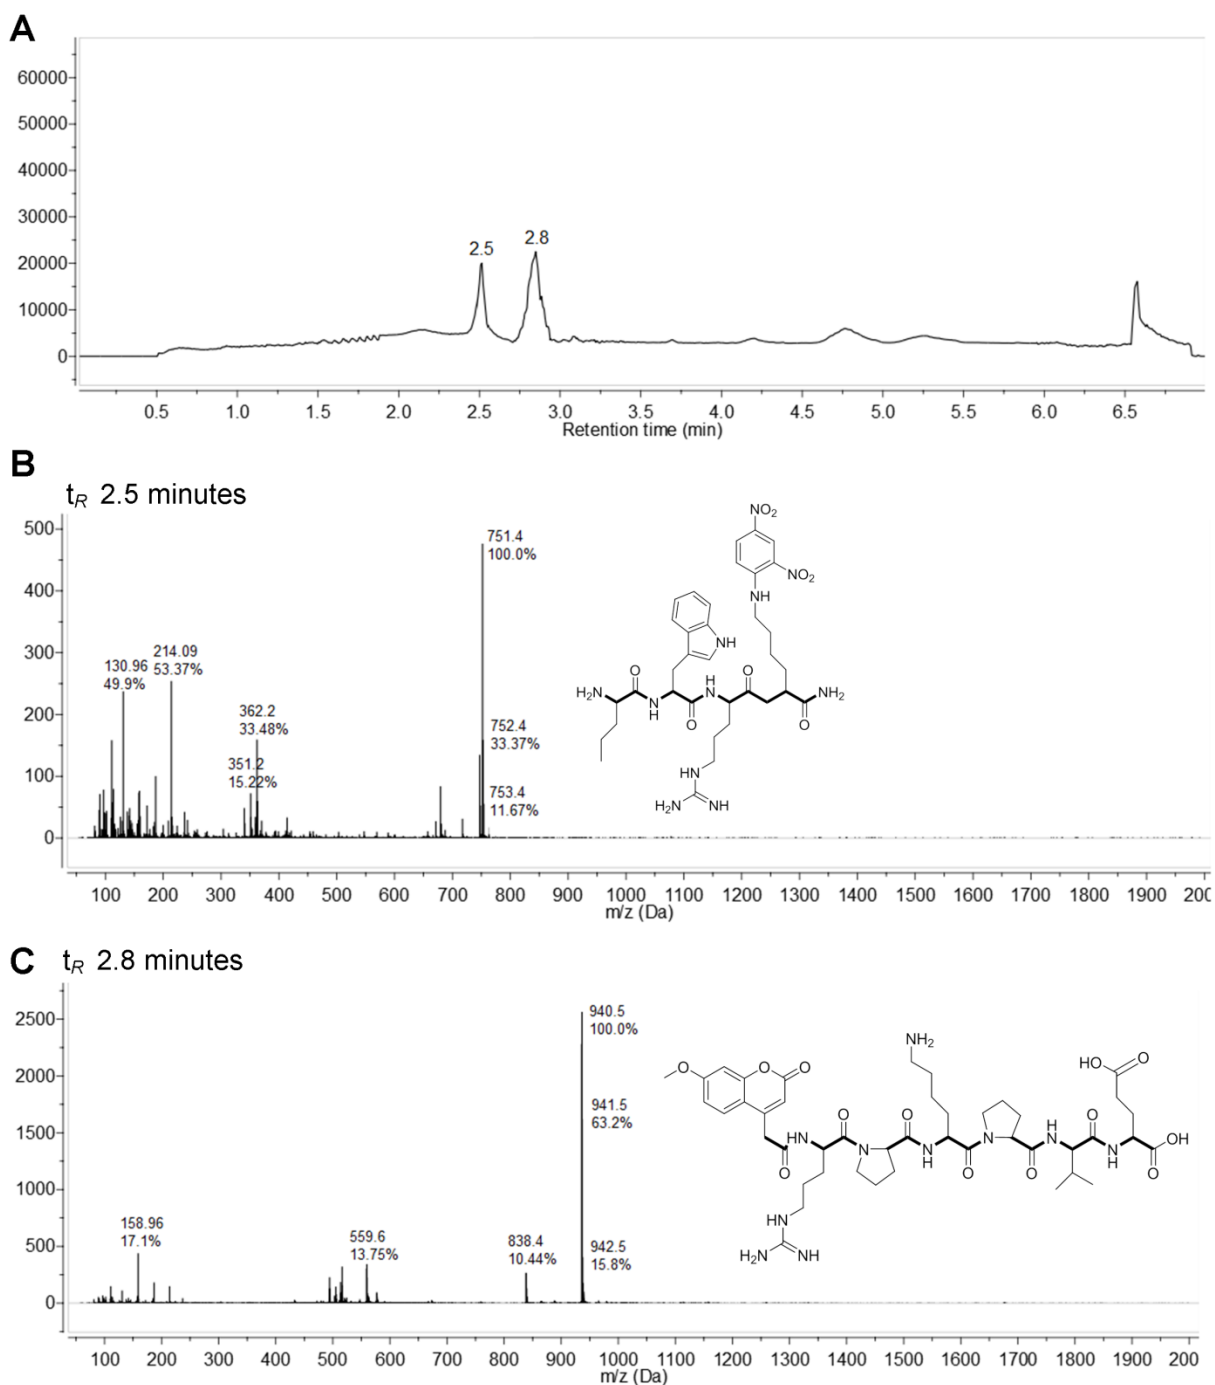 A
60000
50000
40000
30000
20000
10000
0
2.5
2.8
0.5 1.0 1.5 2.0 2.5 3.0 3.5 4.0 4.5 5.0 5.5 6.0 6.5
Retention time (min)
B
tR 2.5 minutes
500
400
300
200
100
0
130.96
49.9%
214.09
53.37%
362.2
33.48%
351.2
15.22%
751.4
100.0%
752.4
33.37%
753.4
11.67%
NO2
NO2
NH
NH
O
H
N
O
H2N
N
H
O
O
NH2
NH
H2N
NH
100 200 300 400 500 600 700 800 900 1000 1100 1200 1300 1400 1500 1600 1700 1800 1900 200
m/z (Da)
C
tR 2.8 minutes
2500
2000
1500
1000
500
0
158.96
17.1%
559.6
13.75%
838.4
10.44%
940.5
100.0%
941.5
63.2%
942.5
15.8%
NH2
HO
O
O
O
O
H
N
O
O
N
O
N
H
O
N
O
H
N
O
N
H
O
OH
NH
H2N
NH
100 200 300 400 500 600 700 800 900 1000 1100 1200 1300 1400 1500 1600 1700 1800 1900 200
m/z (Da)